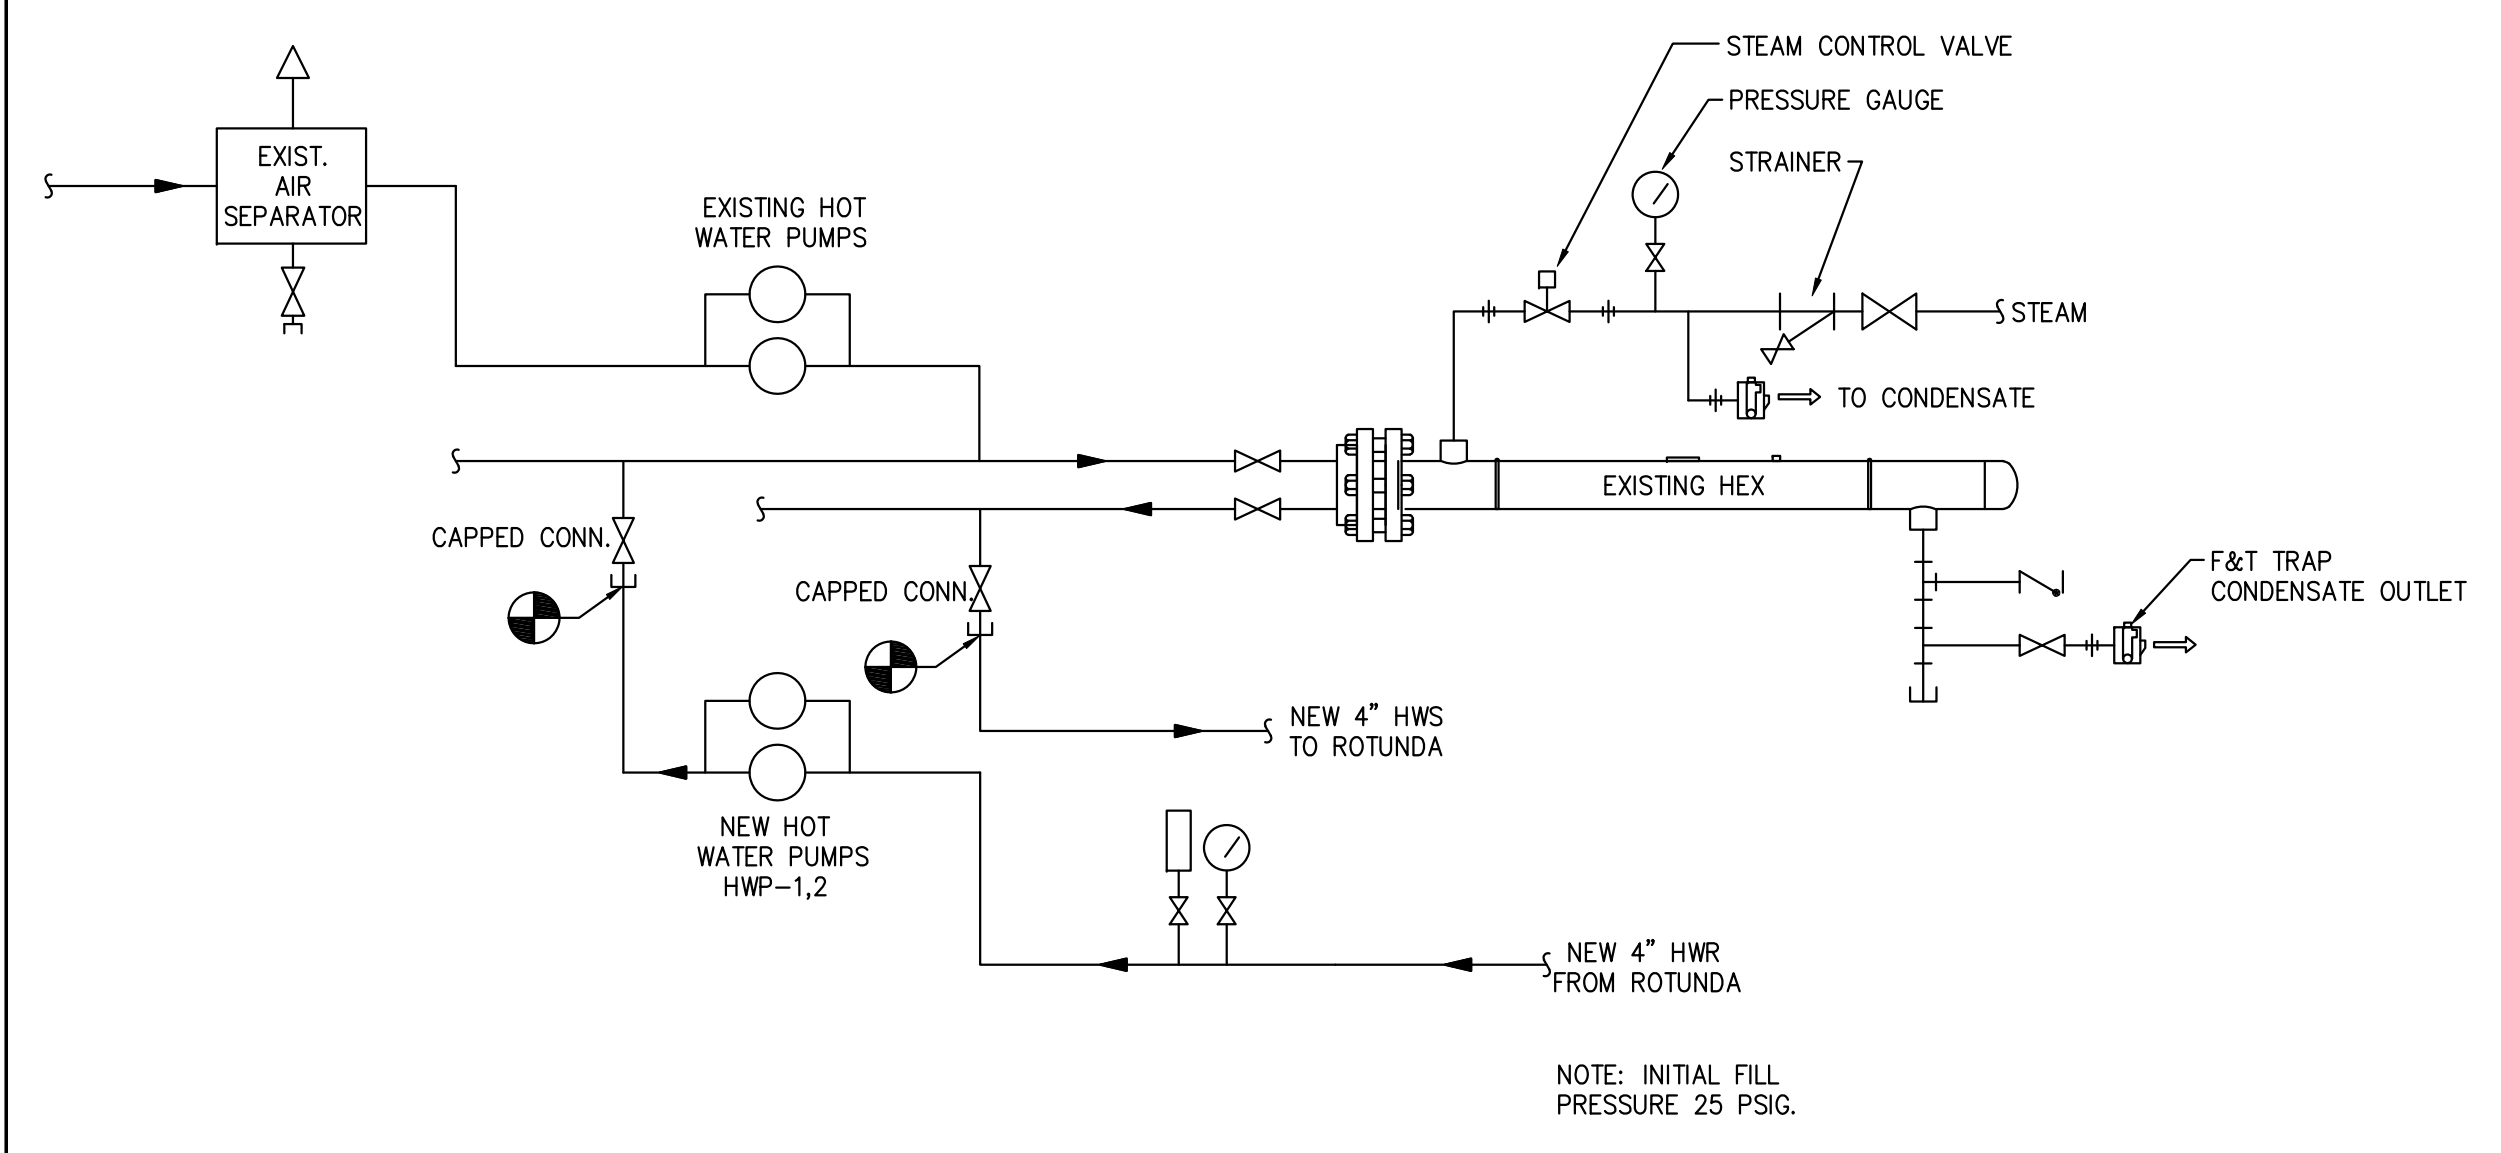 STEAM CONTROL VALVE
PRESSURE GAUGE
STRAINER
EXIST.
AIR
SEPARATOR
EXISTING HOT
WATER PUMPS
STEAM
TO CONDENSATE
EXISTING HEX
CAPPED CONN.
CAPPED CONN.
F&T TRAP
CONDENSATE OUTLET
NEW 4" HWS
TO ROTUNDA
NEW HOT
WATER PUMPS
HWP-1,2
NEW 4" HWR
FROM ROTUNDA
NOTE: INITIAL FILL
PRESSURE 25 PSIG.